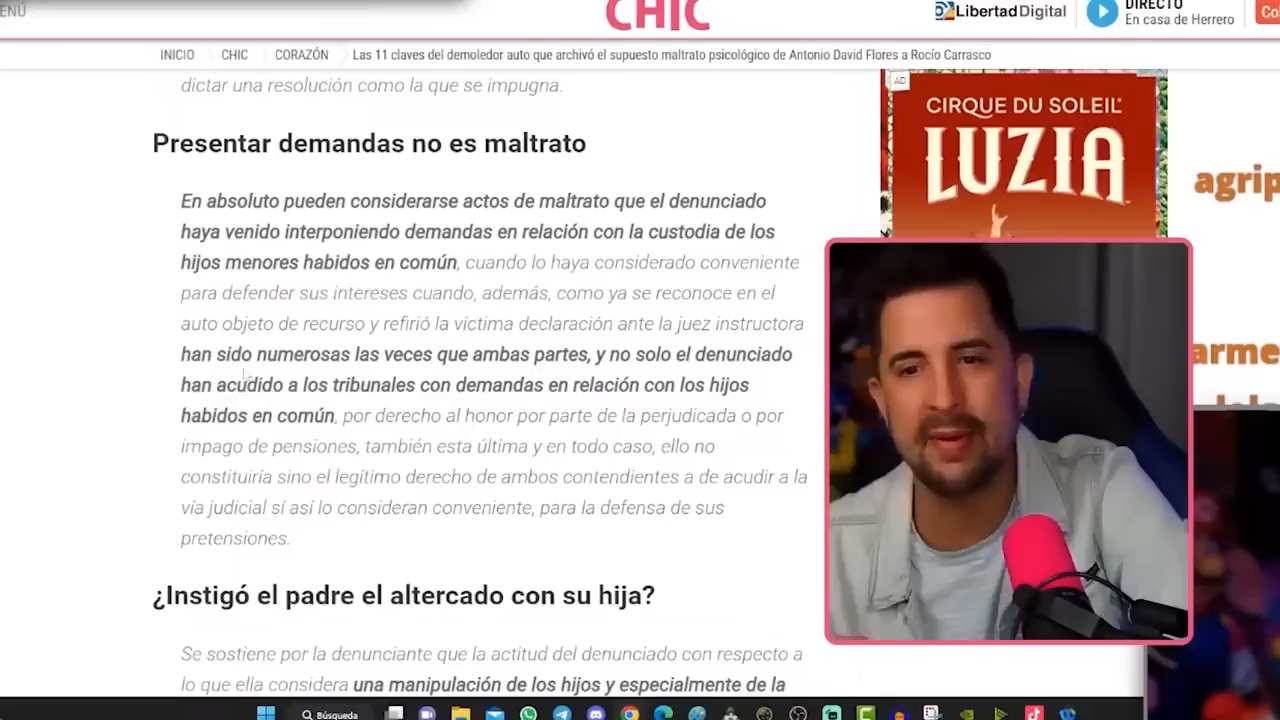 ENÚ
CHIC
LibertadDigital
DIRECTO
En casa de Herrero
Co
INICIO
CHIC
CORAZÓN
Las 11 claves del demoledor auto que archivó el supuesto maltrato psicológico de Antonio David Flores a Rocío Carrasco
dictar una resolución como la que se impugna.
AD
CIRQUE DU SOLEIL
LUZIA
Presentar demandas no es maltrato
agrip
En absoluto pueden considerarse actos de maltrato que el denunciado
haya venido interponiendo demandas en relación con la custodia de los
hijos menores habidos en común, cuando lo haya considerado conveniente
para defender sus intereses cuando, además, como ya se reconoce en el
auto objeto de recurso y refirió la víctima declaración ante la juez instructora
han sido numerosas las veces que ambas partes, y no solo el denunciado
arme
han acudido a los tribunales con demandas en relación con los hijos
habidos en común, por derecho al honor por parte de la perjudicada o por
impago de pensiones, también esta última y en todo caso, ello no
constituiría sino el legítimo derecho de ambos contendientes a de acudir a la
vía judicial sí así lo consideran conveniente, para la defensa de sus
pretensiones.
¿Instigó el padre el altercado con su hija?
Se sostiene por la denunciante que la actitud del denunciado con respecto a
lo que ella considera una manipulación de los hijos y especialmente de la
Búsqueda